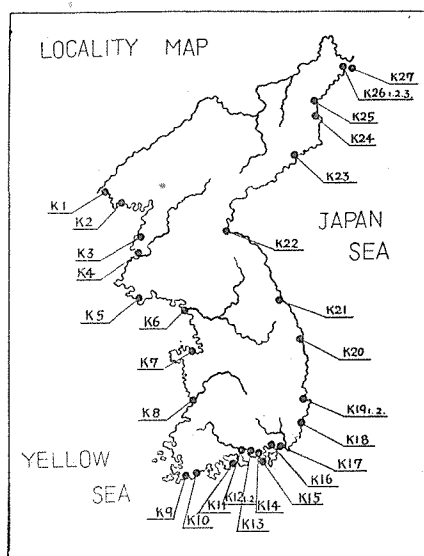 LOCALITY MAP
K27
K26 1.2.3.
K25
K24
K23
K1
K2
JAPAN
SEA
K3
K22
K4
K5
K6
K21
K7
K20
K8
K19 1.2.
K18
YELLOW
SEA
K17
K16
K15
K14
K13
K12 1.2.
K11
K10
K9